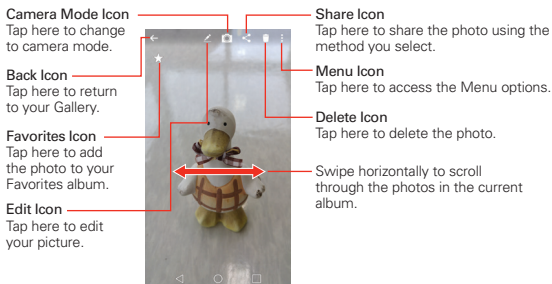 Camera Mode Icon
Tap here to change
to camera mode.
Back Icon
Tap here to return
to your Gallery.
Favorites Icon
Tap here to add
the photo to your
Favorites album.
Edit Icon
Tap here to edit
your picture.
Share Icon
Tap here to share the photo using the
method you select.
Menu Icon
Tap here to access the Menu options.
Delete Icon
Tap here to delete the photo.
Swipe horizontally to scroll
through the photos in the current
album.